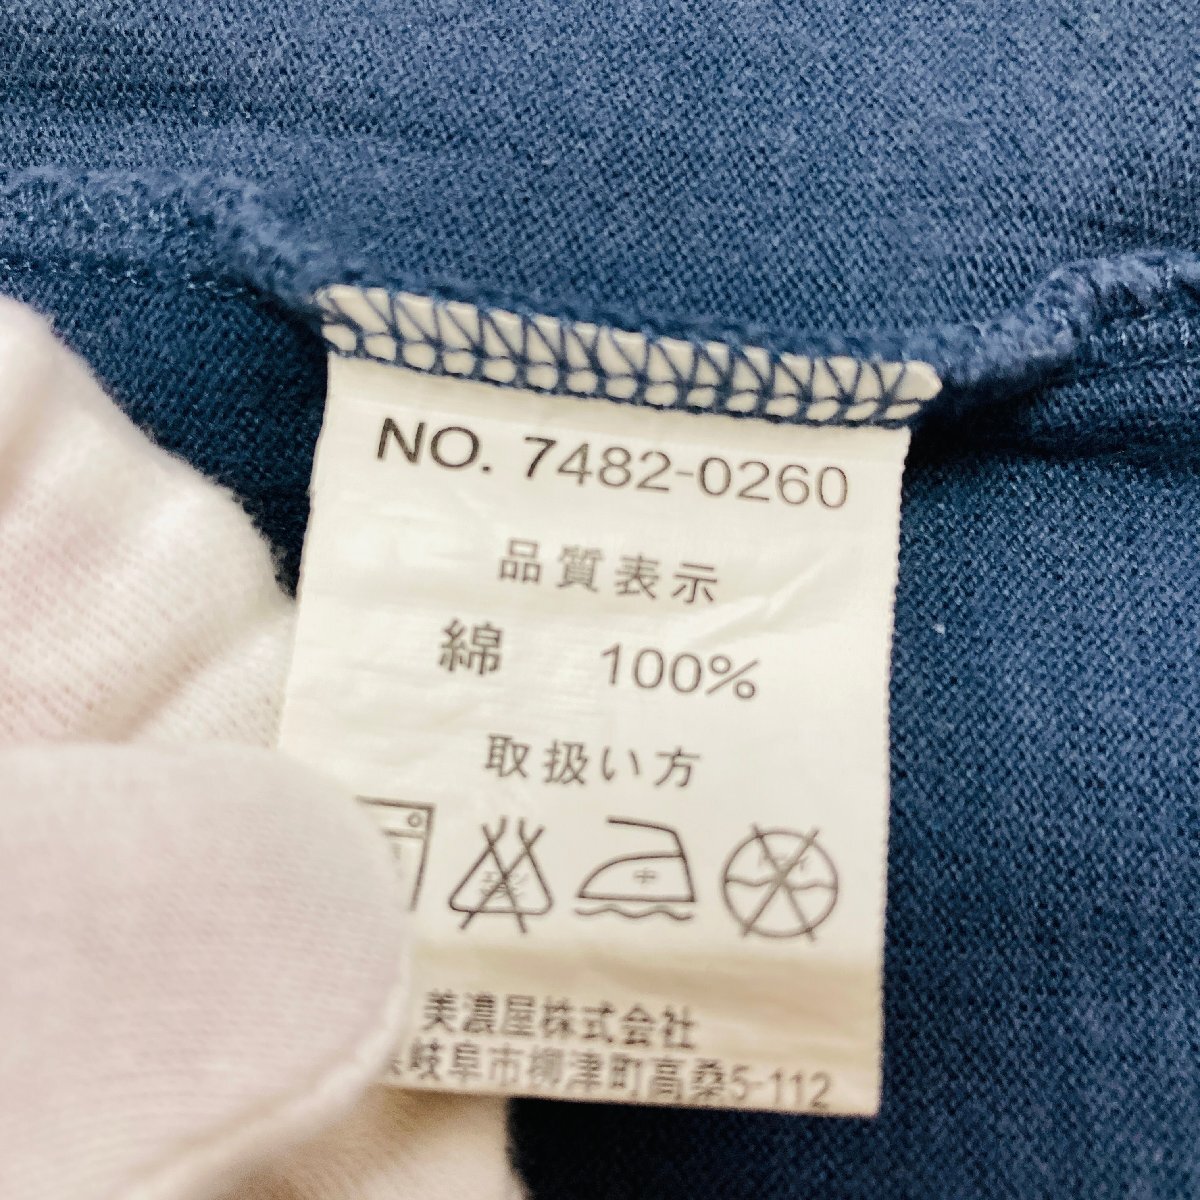 NO. 7482-0260
品質表示
綿 100%
取扱い方
中
美濃屋株式会社
岐阜市柳津町高桑5-112